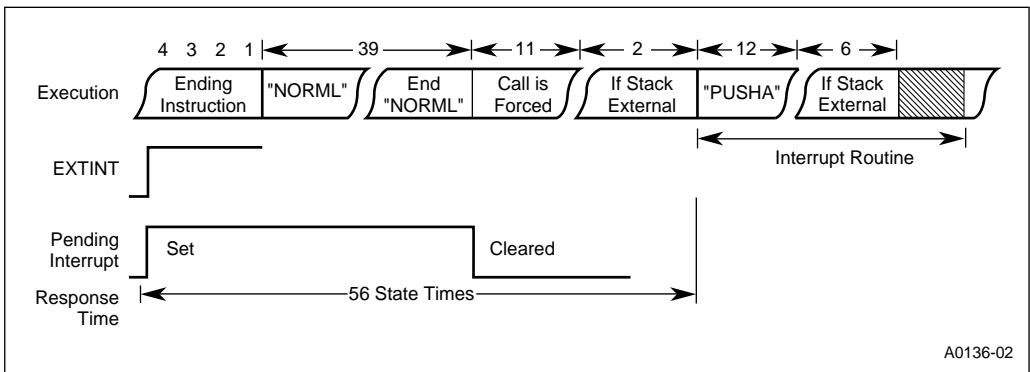 4 3 2 1 39 11 2 12 6
Execution
Ending
Instruction
"NORML"
End
"NORML"
Call is
Forced
If Stack
External
"PUSHA"
If Stack
External
Interrupt Routine
EXTINT
Pending
Interrupt
Set
Cleared
Response
Time
56 State Times
A0136-02